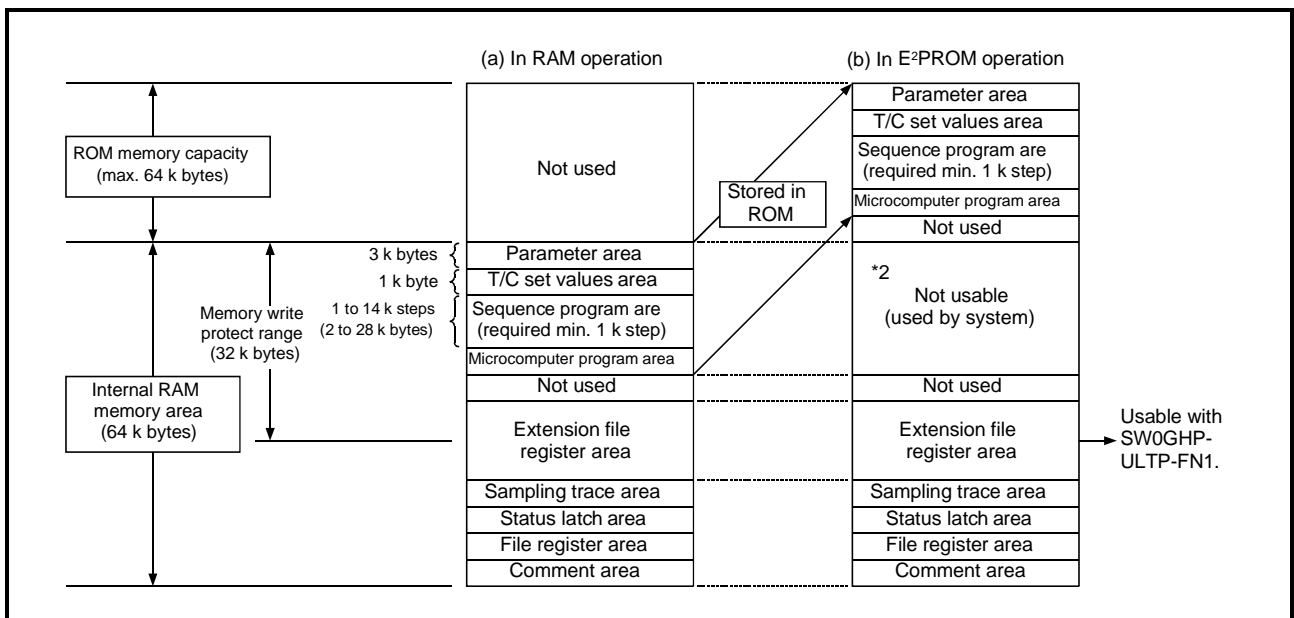 (a) In RAM operation
(b) In E²PROM operation
ROM memory capacity
(max. 64 k bytes)
Internal RAM
memory area
(64 k bytes)
Memory write
protect range
(32 k bytes)
3 k bytes
1 k byte
1 to 14 k steps
(2 to 28 k bytes)
Not used
Parameter area
T/C set values area
Sequence program are
(required min. 1 k step)
Microcomputer program area
Not used
Extension file
register area
Sampling trace area
Status latch area
File register area
Comment area
Stored in
ROM
Parameter area
T/C set values area
Sequence program are
(required min. 1 k step)
Microcomputer program area
Not used
*2
Not usable
(used by system)
Not used
Extension file
register area
Sampling trace area
Status latch area
File register area
Comment area
Usable with
SW0GHP-
ULTP-FN1.